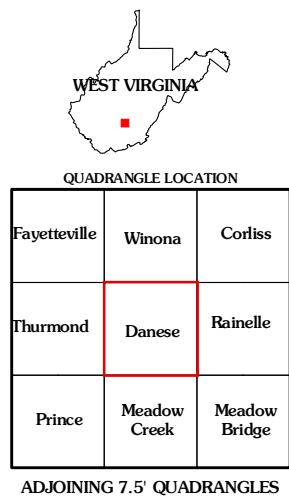 WEST VIRGINIA
QUADRANGLE LOCATION
Fayetteville Winona Corliss
Thurmond Danese Rainelle
Prince Meadow Creek Meadow Bridge
ADJOINING 7.5' QUADRANGLES